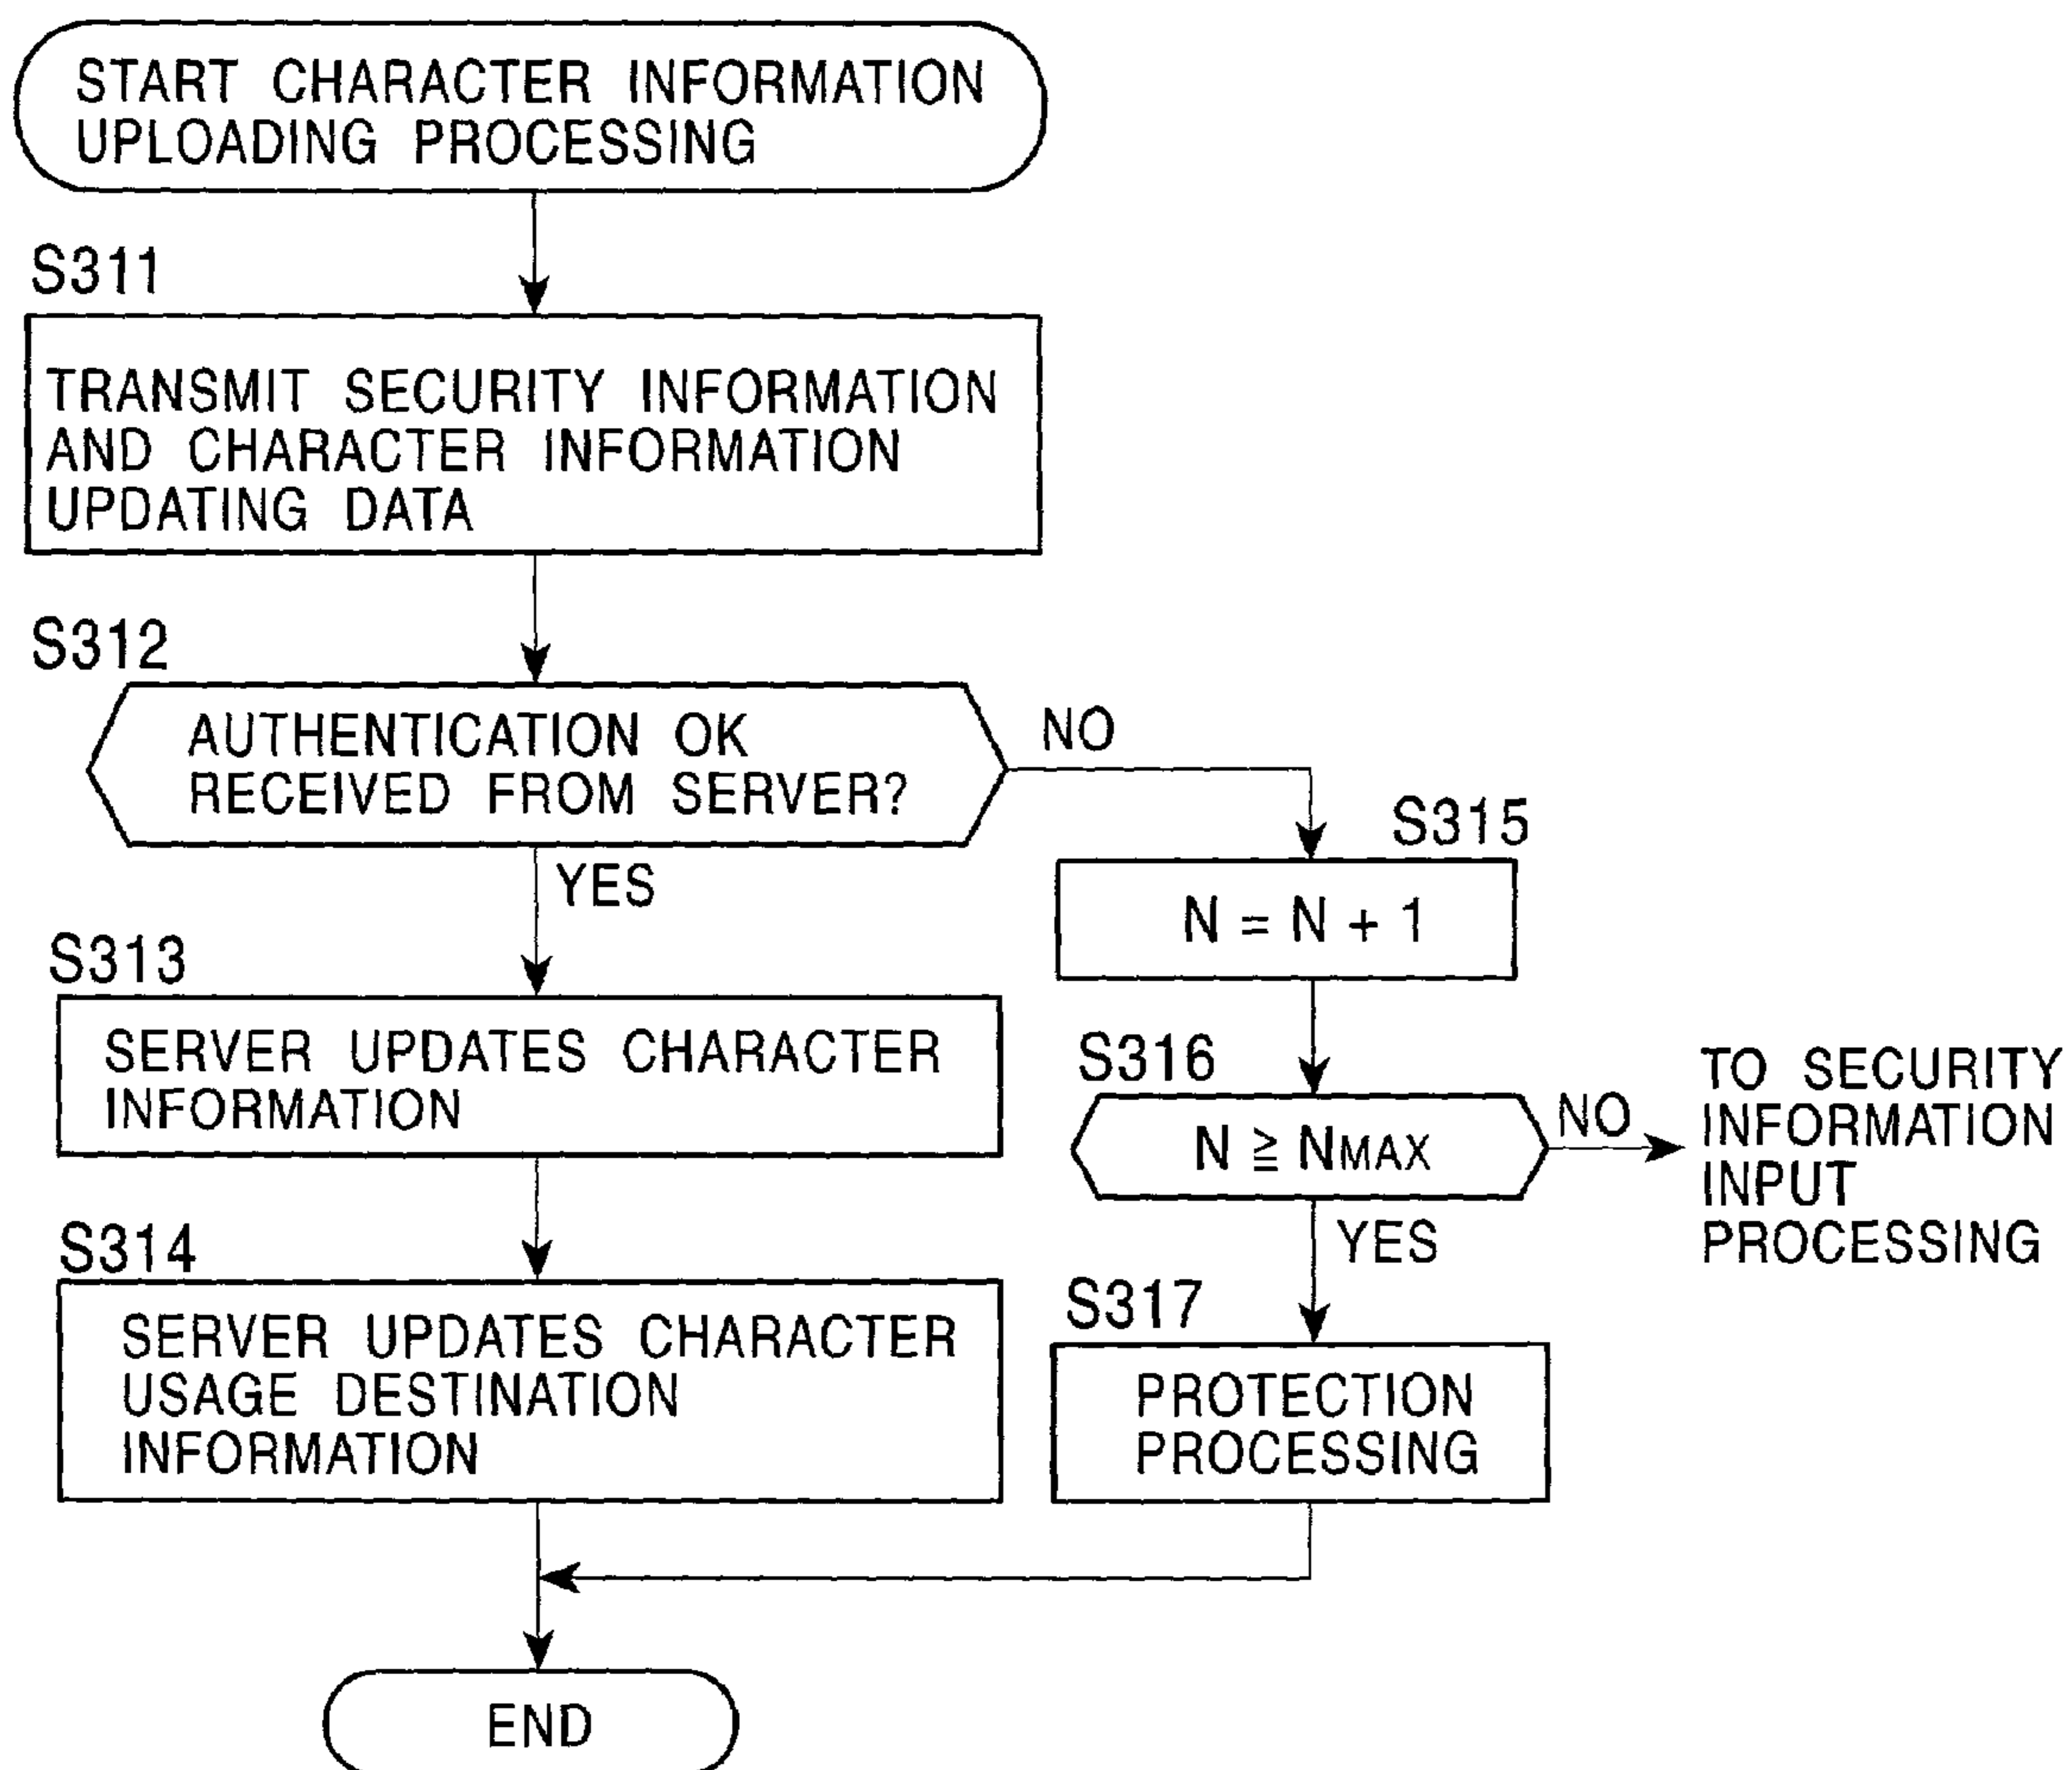 START CHARACTER INFORMATION
UPLOADING PROCESSING
S311
TRANSMIT SECURITY INFORMATION
AND CHARACTER INFORMATION
UPDATING DATA
S312
AUTHENTICATION OK
RECEIVED FROM SERVER?
NO
YES
S313
SERVER UPDATES CHARACTER
INFORMATION
S314
SERVER UPDATES CHARACTER
USAGE DESTINATION
INFORMATION
S315
N = N + 1
S316
N ≧ NMAX
NO
TO SECURITY
INFORMATION
INPUT
PROCESSING
YES
S317
PROTECTION
PROCESSING
END